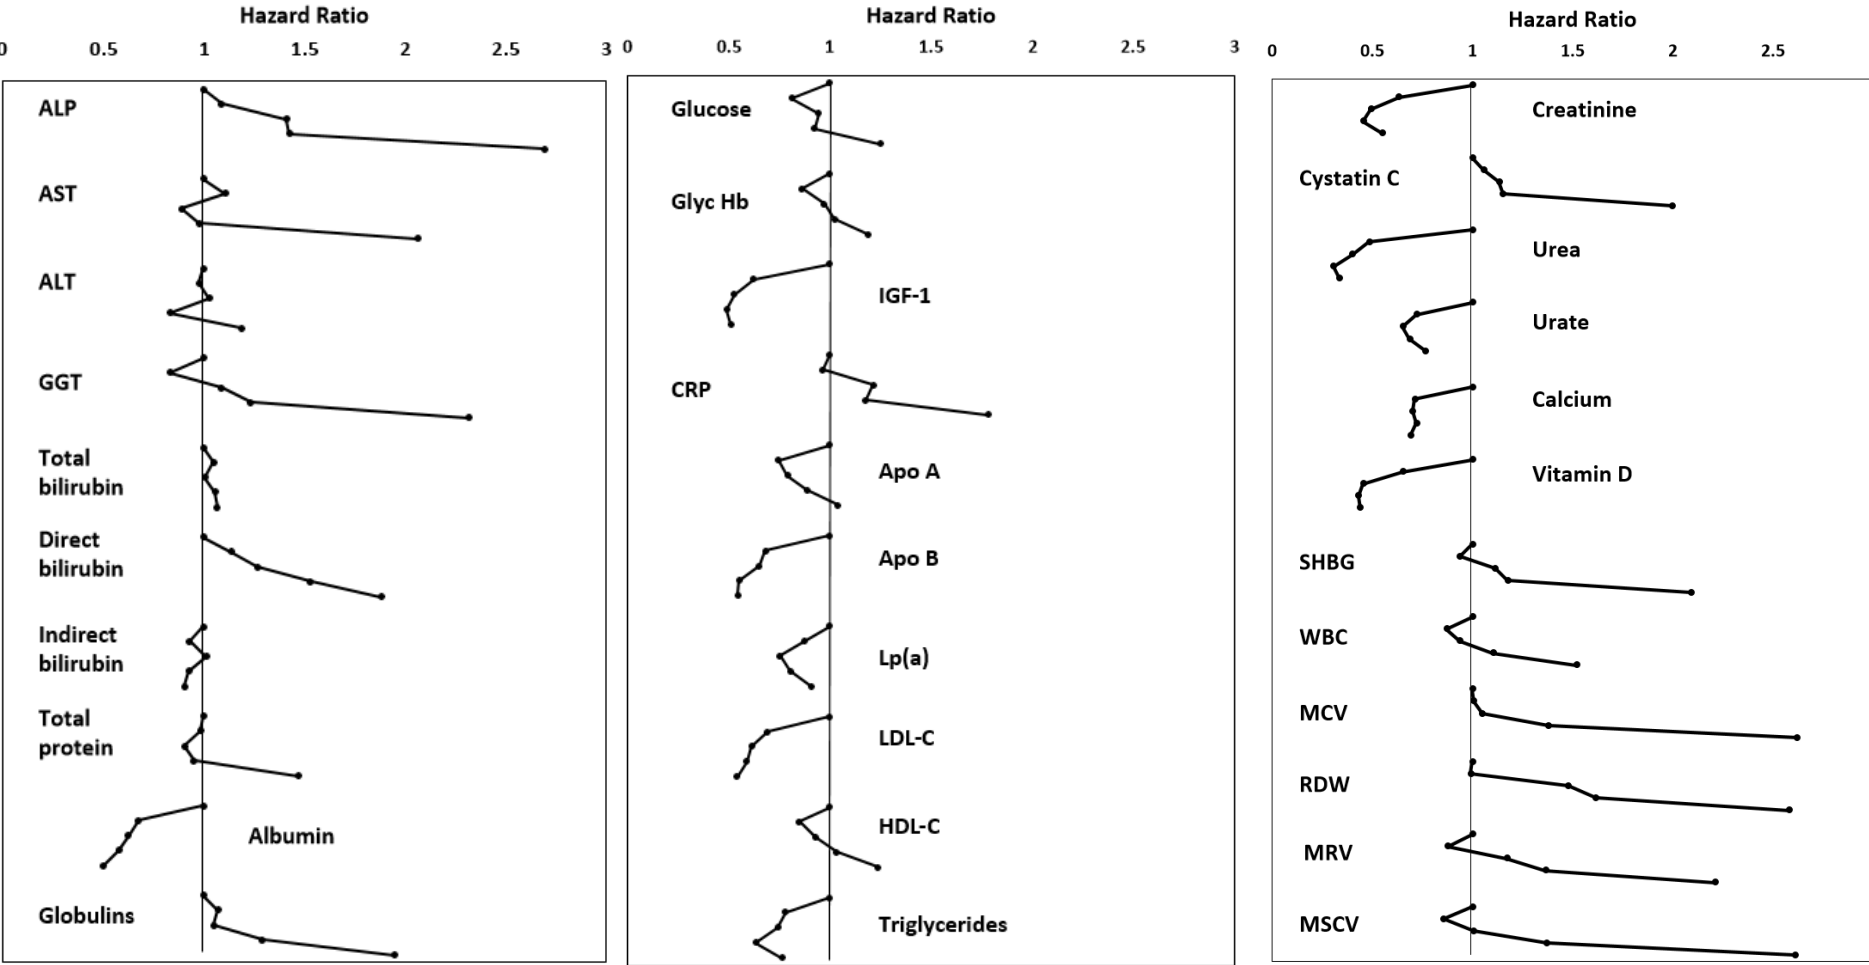 Hazard Ratio
0 0.5 1 1.5 2 2.5 3
ALP
AST
ALT
GGT
Total
bilirubin
Direct
bilirubin
Indirect
bilirubin
Total
protein
Albumin
Globulins
Hazard Ratio
0 0.5 1 1.5 2 2.5 3
Glucose
Glyc Hb
IGF-1
CRP
Apo A
Apo B
Lp(a)
LDL-C
HDL-C
Triglycerides
Hazard Ratio
0 0.5 1 1.5 2 2.5
Creatinine
Cystatin C
Urea
Urate
Calcium
Vitamin D
SHBG
WBC
MCV
RDW
MRV
MSCV